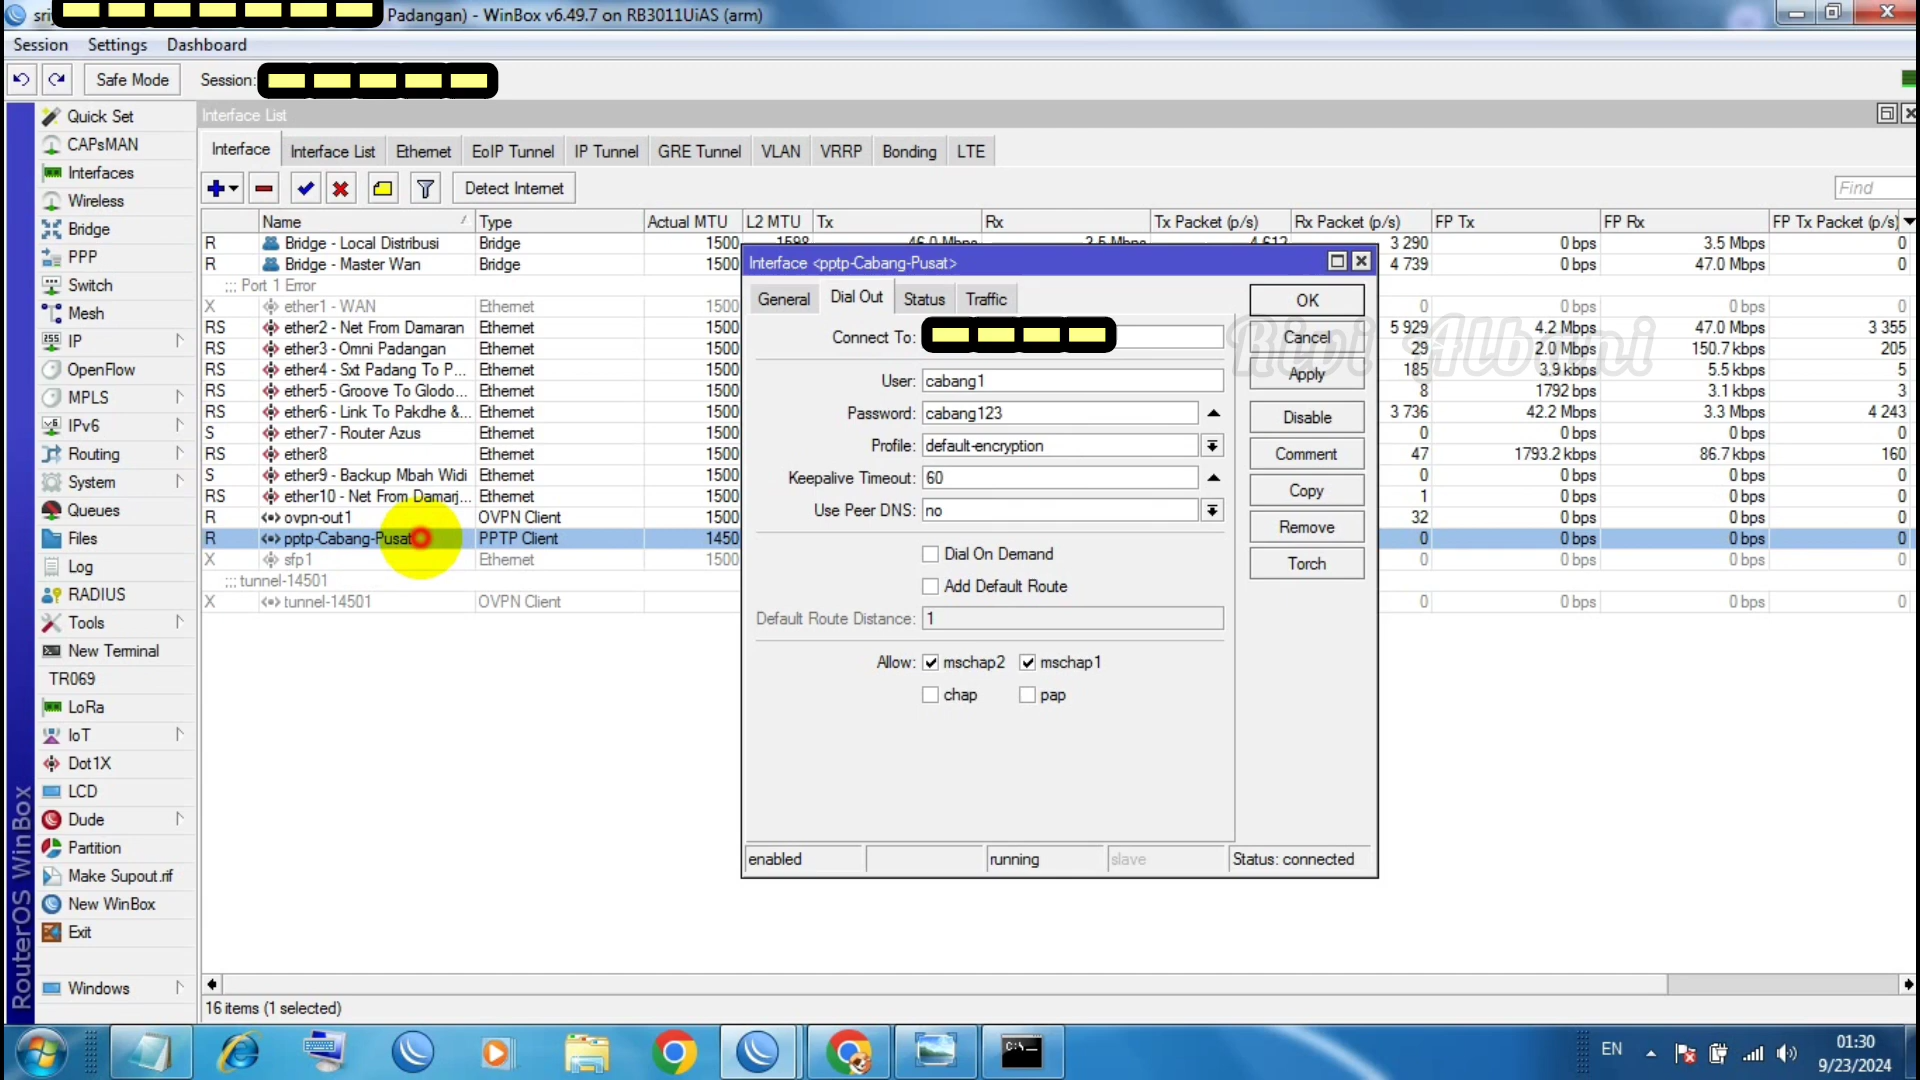 sri Padangan) - WinBox v6.49.7 on RB3011UiAS (arm)
Session Settings Dashboard
Safe Mode Session:
Quick Set
CAPsMAN
Interfaces
Wireless
Bridge
PPP
Switch
Mesh
IP
OpenFlow
MPLS
IPv6
Routing
System
Queues
Files
Log
RADIUS
Tools
New Terminal
TR069
LoRa
IoT
Dot1X
LCD
Dude
Partition
Make Supout.rif
New WinBox
Exit
Windows
RouterOS WinBox
Interface List
Interface Interface List Ethernet EoIP Tunnel IP Tunnel GRE Tunnel VLAN VRRP Bonding LTE
Detect Internet Find
Name Type Actual MTU L2 MTU Tx Rx Tx Packet (p/s) Rx Packet (p/s) FP Tx FP Rx FP Tx Packet (p/s)
R Bridge - Local Distribusi Bridge 1500 1598 46.0 Mbps 3.5 Mbps 4 612 3 290 0 bps 3.5 Mbps 0
R Bridge - Master Wan Bridge 1500 4 739 0 bps 47.0 Mbps 0
;;; Port 1 Error
X ether1 - WAN Ethernet 1500 0 0 bps 0 bps 0
RS ether2 - Net From Damaran Ethernet 1500 5 929 4.2 Mbps 47.0 Mbps 3 355
RS ether3 - Omni Padangan Ethernet 1500 29 2.0 Mbps 150.7 kbps 205
RS ether4 - Sxt Padang To P... Ethernet 1500 185 3.9 kbps 5.5 kbps 5
RS ether5 - Groove To Glodo... Ethernet 1500 8 1792 bps 3.1 kbps 3
RS ether6 - Link To Pakdhe &... Ethernet 1500 3 736 42.2 Mbps 3.3 Mbps 4 243
S ether7 - Router Azus Ethernet 1500 0 0 bps 0 bps 0
RS ether8 Ethernet 1500 47 1793.2 kbps 86.7 kbps 160
S ether9 - Backup Mbah Widi Ethernet 1500 0 0 bps 0 bps 0
RS ether10 - Net From Damarj... Ethernet 1500 1 0 bps 0 bps 0
R ovpn-out1 OVPN Client 1500 32 0 bps 0 bps 0
R pptp-Cabang-Pusat PPTP Client 1450 0 0 bps 0 bps 0
X sfp1 Ethernet 1500 0 0 bps 0 bps 0
;;; tunnel-14501
X tunnel-14501 OVPN Client 0 0 bps 0 bps 0
Interface <pptp-Cabang-Pusat>
General Dial Out Status Traffic
Connect To:
User: cabang1
Password: cabang123
Profile: default-encryption
Keepalive Timeout: 60
Use Peer DNS: no
Dial On Demand
Add Default Route
Default Route Distance: 1
Allow: mschap2 mschap1
chap pap
OK
Cancel
Apply
Disable
Comment
Copy
Remove
Torch
enabled running slave Status: connected
Albani
16 items (1 selected)
EN 01:30
9/23/2024